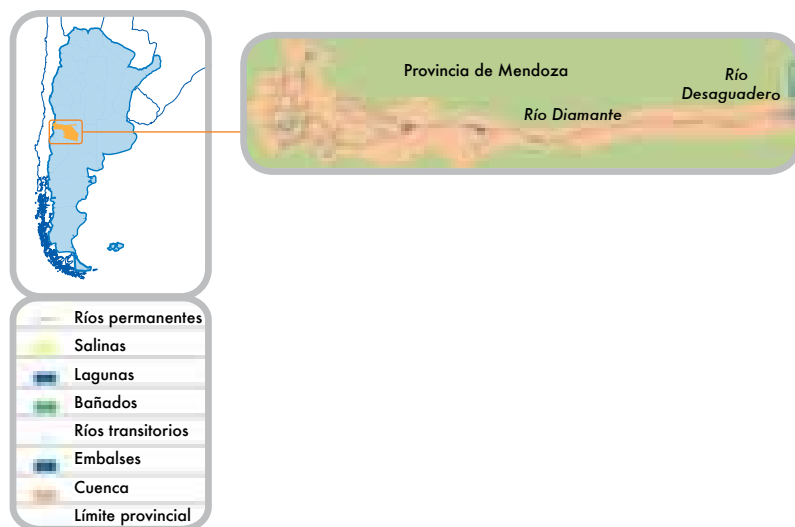 Provincia de Mendoza
Río
Desaguadero
Río Diamante
Ríos permanentes
Salinas
Lagunas
Bañados
Ríos transitorios
Embalses
Cuenca
Límite provincial